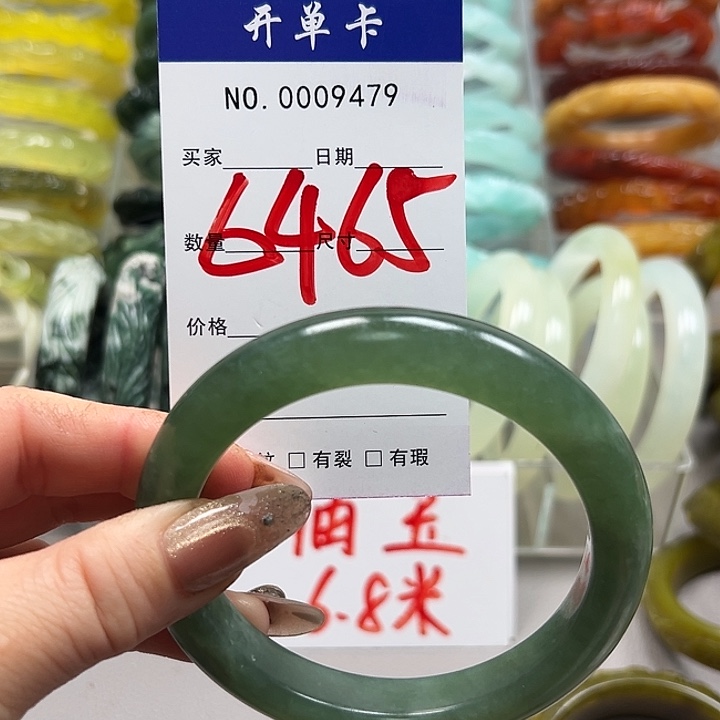 开单卡
NO. 0009479
买家 日期
6465
数量 尺寸
价格
有裂 有瑕
玉
6.8米